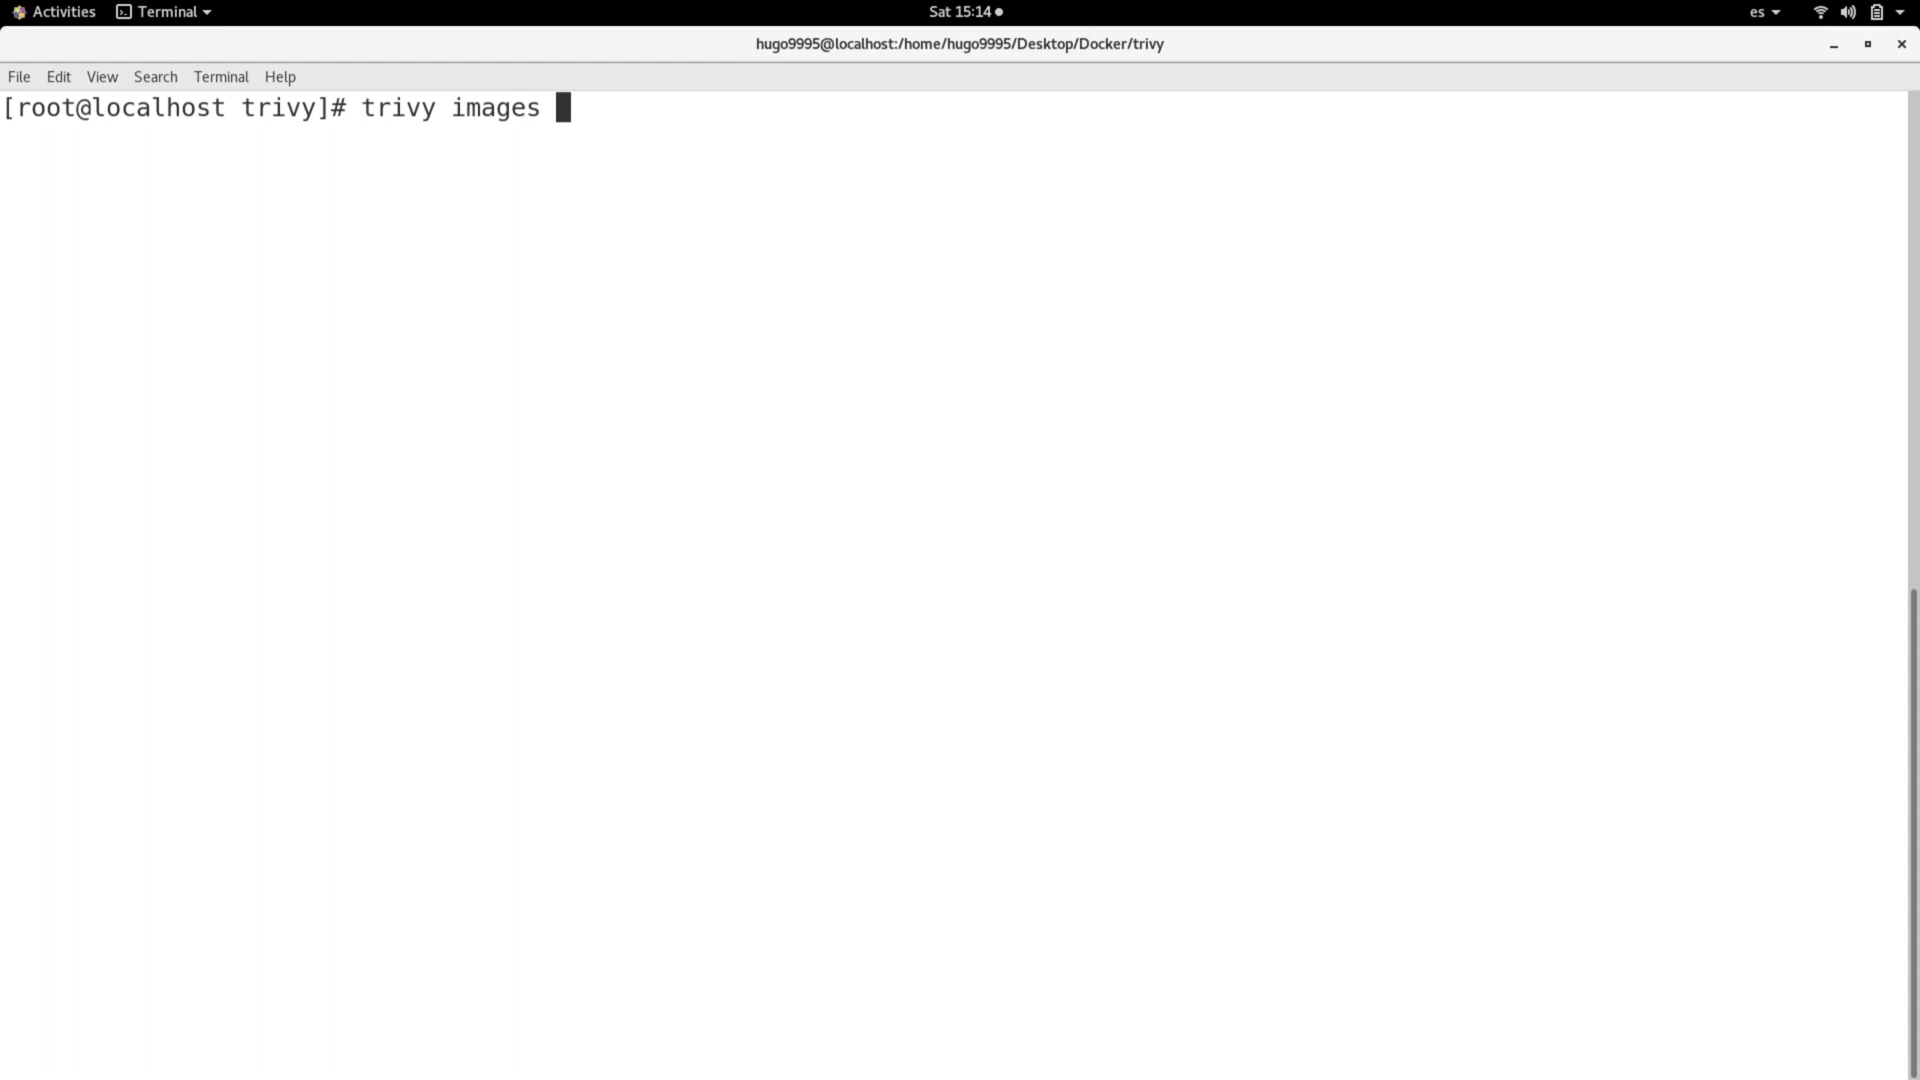 Activities Terminal Sat 15:14 es
hugo9995@localhost:/home/hugo9995/Desktop/Docker/trivy
File Edit View Search Terminal Help
[root@localhost trivy]# trivy images